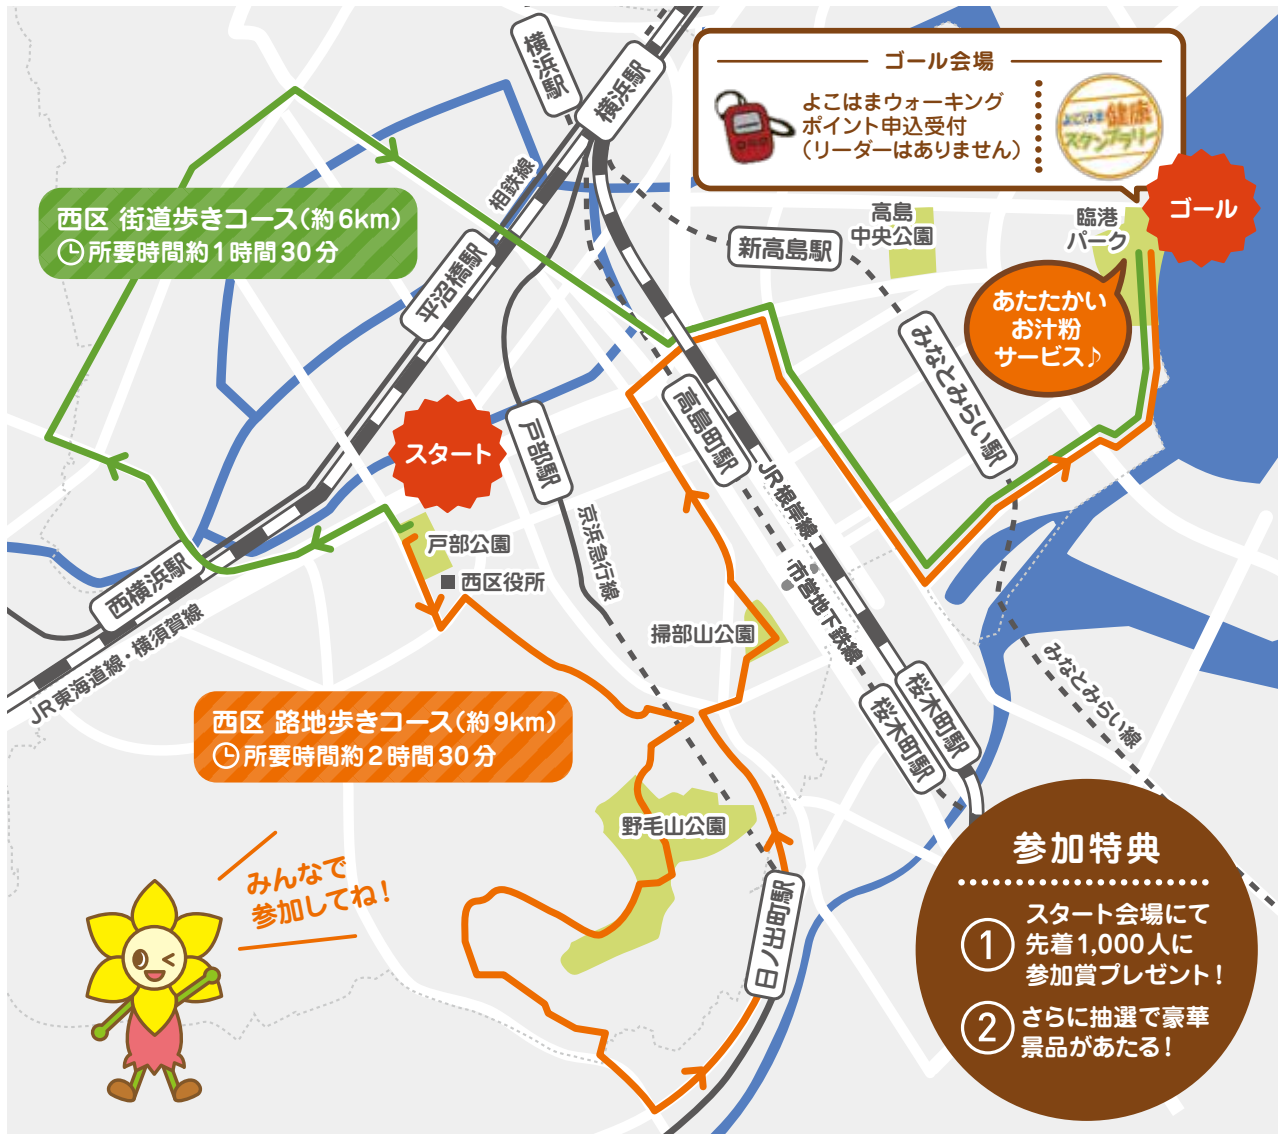 横浜駅
横浜駅
ゴール会場
よこはまウォーキング
ポイント申込受付
（リーダーはありません）
よこはま健康
スタンプラリー
ゴール
相鉄線
西区 街道歩きコース（約6km）
所要時間約1時間30分
高島
中央公園
臨港
パーク
新高島駅
平沼橋駅
あたたかい
お汁粉
サービス♪
みなとみらい駅
スタート
戸部駅
高島町駅
JR根岸線
京浜急行線
戸部公園
西区役所
市営地下鉄線
西横浜駅
JR東海道線・横須賀線
掃部山公園
みなとみらい線
桜木町駅
桜木町駅
西区 路地歩きコース（約9km）
所要時間約2時間30分
野毛山公園
日ノ出町駅
みんなで
参加してね！
参加特典
1 スタート会場にて
先着1,000人に
参加賞プレゼント！
2 さらに抽選で豪華
景品があたる！